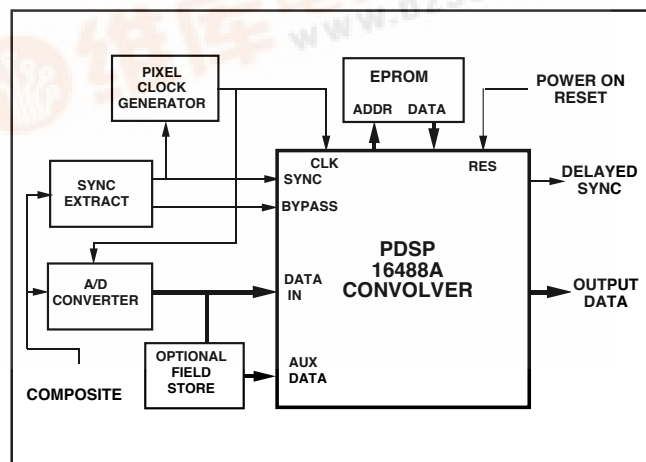 PIXEL
CLOCK
GENERATOR
EPROM
ADDR DATA
POWER ON
RESET
SYNC
EXTRACT
CLK
SYNC
BYPASS
RES
DELAYED
SYNC
A/D
CONVERTER
DATA
IN
PDSP
16488A
CONVOLVER
OUTPUT
DATA
OPTIONAL
FIELD
STORE
AUX
DATA
COMPOSITE